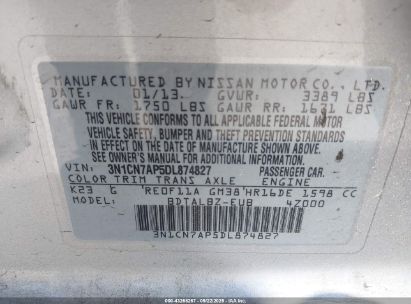 MANUFACTURED BY NISSAN MOTOR CO., LTD.
DATE: 01/13 GVWR: 3389 LBS
GAWR FR: 1750 LBS GAWR RR: 1631 LBS
THIS VEHICLE CONFORMS TO ALL APPLICABLE FEDERAL MOTOR
VEHICLE SAFETY, BUMPER AND THEFT PREVENTION STANDARDS
IN EFFECT ON THE DATE OF MANUFACTURE SHOWN ABOVE.
SEE OWNER'S MANUAL FOR ADDITIONAL INFORMATION
VIN: 3N1CN7AP5DL874827 PASSENGER CAR
COLOR TRIM TRANS AXLE ENGINE
K23 G RE0F11A GM38 HR16DE 1598 CC
MODEL: BDTALBZ-EUB 4Z000
3N1CN7AP5DL874827